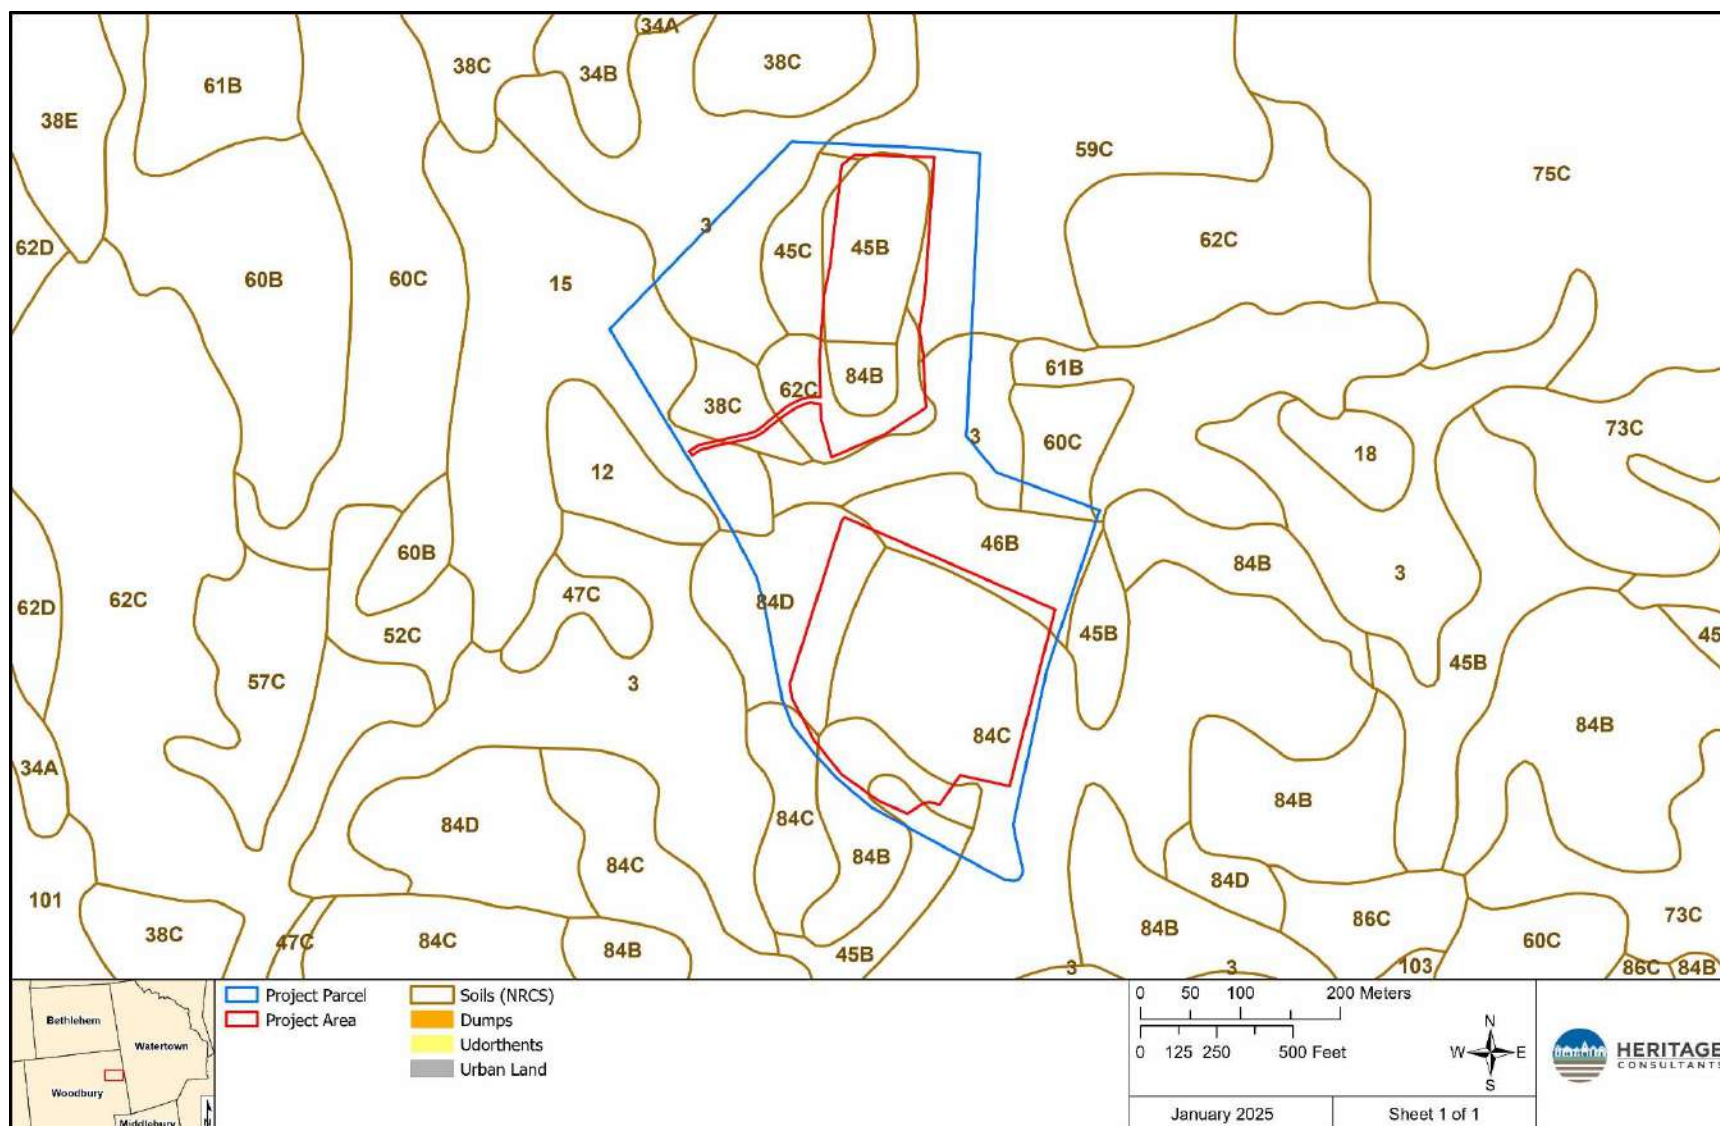 34A
38C
34B
38C
61B
38E
59C
75C
3
62D
45C
45B
62C
60B
60C
15
61B
84B
62C
38C
3
60C
73C
18
12
60B
46B
84B
3
62D
62C
47C
84D
52C
45B
45
45B
57C
3
84C
84B
34A
84B
84D
84C
84B
84C
84D
101
86C
73C
38C
47C
84C
84B
45B
84B
60C
3
3
103
86C
84B
Bethlehem
Watertown
Woodbury
Middlebury
N
Project Parcel
Project Area
Soils (NRCS)
Dumps
Udorthents
Urban Land
0 50 100 200 Meters
0 125 250 500 Feet
N
W E
S
January 2025
Sheet 1 of 1
HERITAGE
CONSULTANTS